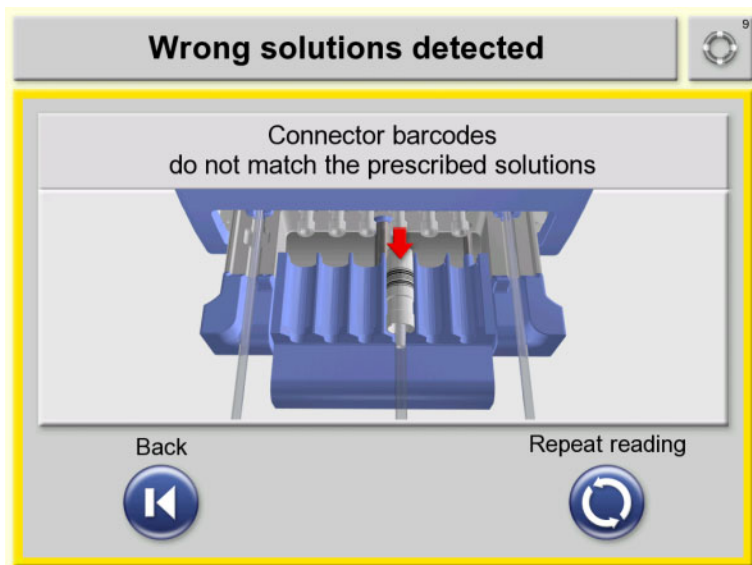 Wrong solutions detected
9
Connector barcodes
do not match the prescribed solutions
Back
Repeat reading